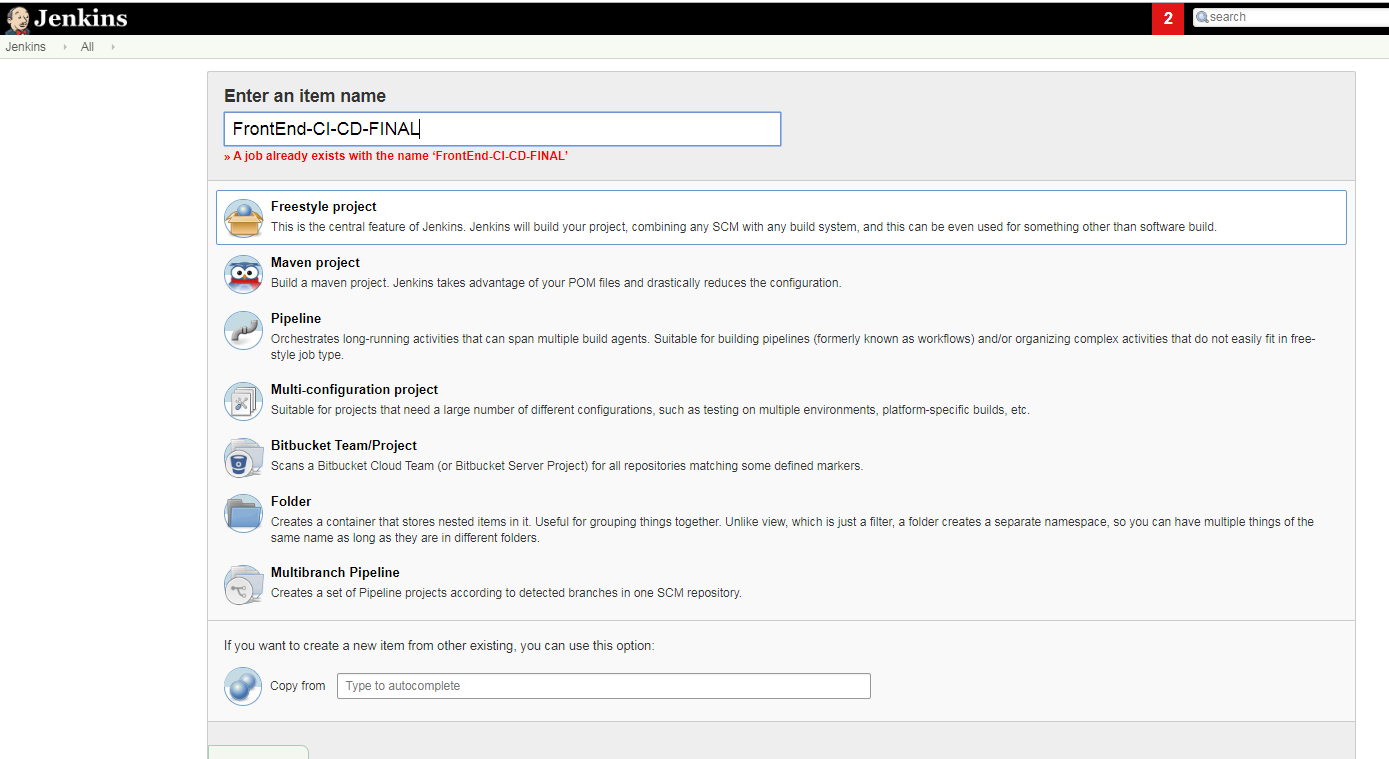 Jenkins
2
search
Jenkins
All
Enter an item name
FrontEnd-CI-CD-FINAL
» A job already exists with the name ‘FrontEnd-CI-CD-FINAL’
Freestyle project
This is the central feature of Jenkins. Jenkins will build your project, combining any SCM with any build system, and this can be even used for something other than software build.
Maven project
Build a maven project. Jenkins takes advantage of your POM files and drastically reduces the configuration.
Pipeline
Orchestrates long-running activities that can span multiple build agents. Suitable for building pipelines (formerly known as workflows) and/or organizing complex activities that do not easily fit in free-
style job type.
Multi-configuration project
Suitable for projects that need a large number of different configurations, such as testing on multiple environments, platform-specific builds, etc.
Bitbucket Team/Project
Scans a Bitbucket Cloud Team (or Bitbucket Server Project) for all repositories matching some defined markers.
Folder
Creates a container that stores nested items in it. Useful for grouping things together. Unlike view, which is just a filter, a folder creates a separate namespace, so you can have multiple things of the
same name as long as they are in different folders.
Multibranch Pipeline
Creates a set of Pipeline projects according to detected branches in one SCM repository.
If you want to create a new item from other existing, you can use this option:
Copy from
Type to autocomplete